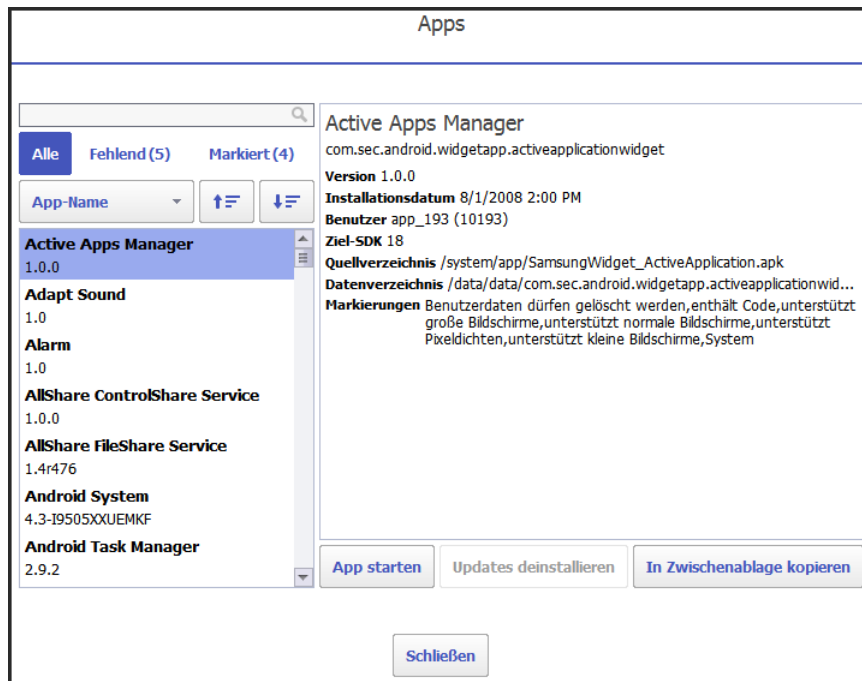 Apps
Alle
Fehlend (5)
Markiert (4)
App-Name
Active Apps Manager
1.0.0
Adapt Sound
1.0
Alarm
1.0
AllShare ControlShare Service
1.0.0
AllShare FileShare Service
1.4r476
Android System
4.3-I9505XXUEMKF
Android Task Manager
2.9.2
Active Apps Manager
com.sec.android.widgetapp.activeapplicationwidget
Version 1.0.0
Installationsdatum 8/1/2008 2:00 PM
Benutzer app_193 (10193)
Ziel-SDK 18
Quellverzeichnis /system/app/SamsungWidget_ActiveApplication.apk
Datenverzeichnis /data/data/com.sec.android.widgetapp.activeapplicationwid...
Markierungen Benutzerdaten dürfen gelöscht werden,enthält Code,unterstützt
große Bildschirme,unterstützt normale Bildschirme,unterstützt
Pixeldichten,unterstützt kleine Bildschirme,System
App starten
Updates deinstallieren
In Zwischenablage kopieren
Schließen